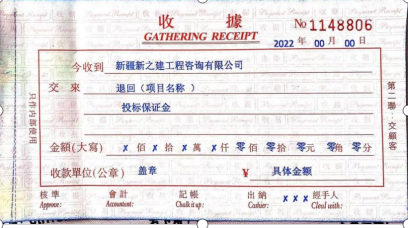 收 據
GATHERING RECEIPT
No 1148806
2022 年 00 月 00 日
今收到 新疆新之建工程咨询有限公司
交 來 退回（项目名称 ）
投标保证金
金額(大寫) ✗ 佰 ✗ 拾 ✗ 萬 ✗ 仟 零 佰 零 拾 零 元 零 角 零 分
收款單位(公章) 盖章 ¥ 具体金额
核 準 會 計 記 帳 出 納 ✗ ✗ ✗ 經手人
Approve: Accountant: Chalk it up: Cashier: Cleal with:
只作内部使用
第二聯:交顧客